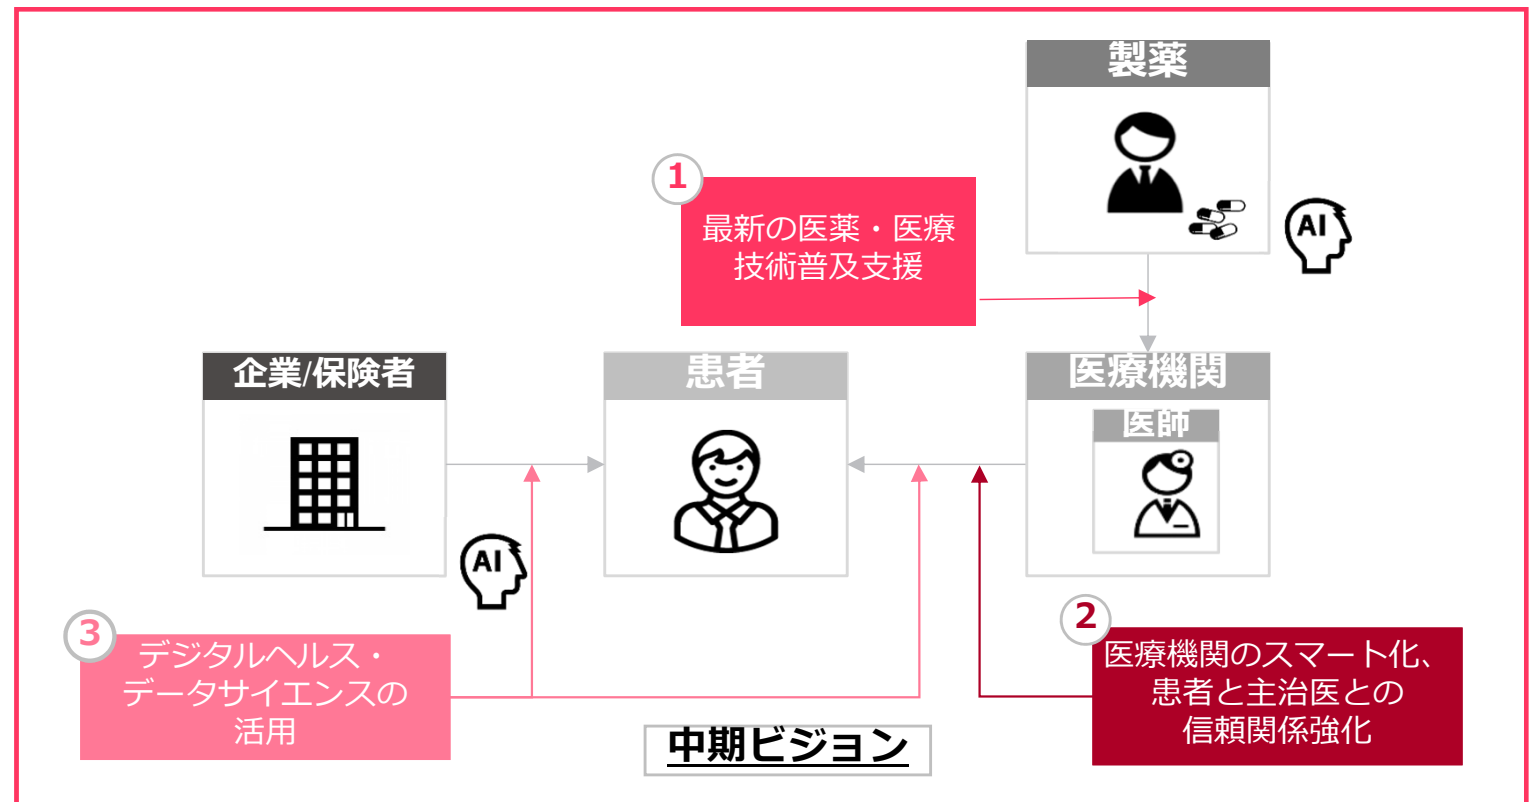 製薬
1
最新の医薬・医療
技術普及支援
AI
企業/保険者
患者
医療機関
医師
AI
3
デジタルヘルス・
データサイエンスの
活用
2
医療機関のスマート化、
患者と主治医との
信頼関係強化
中期ビジョン